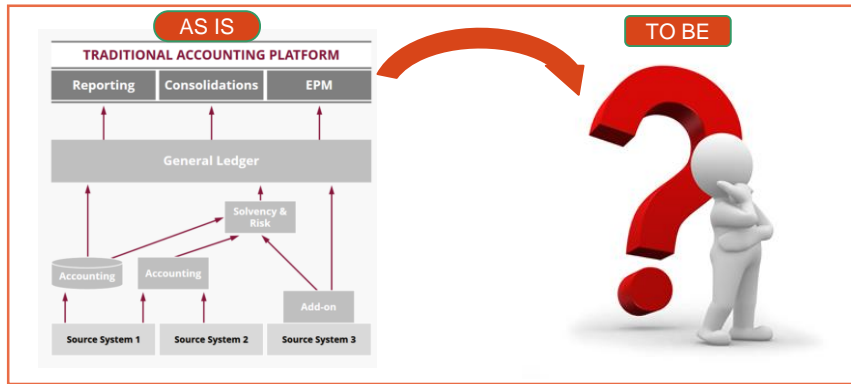 AS IS
TO BE
TRADITIONAL ACCOUNTING PLATFORM
Reporting
Consolidations
EPM
General Ledger
Solvency &
Risk
Accounting
Accounting
Add-on
Source System 1
Source System 2
Source System 3